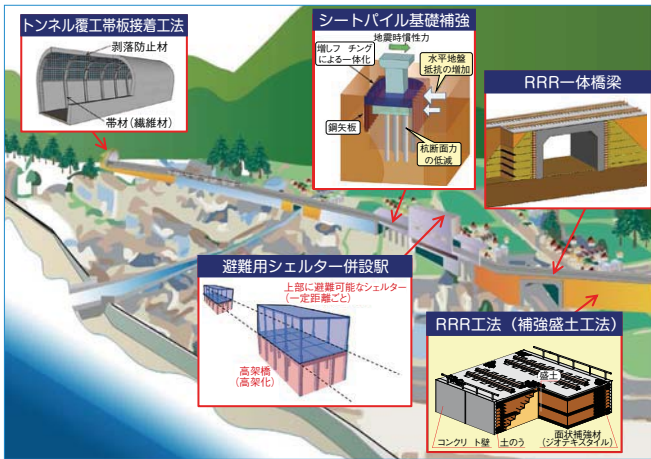 トンネル覆工帯板接着工法
剥落防止材
帯材(繊維材)
シートパイル基礎補強
地震時慣性力
増しフ チング
による一体化
水平地盤
抵抗の増加
鋼矢板
杭断面力
の低減
RRR一体橋梁
避難用シェルター併設駅
上部に避難可能なシェルター
(一定距離ごと)
高架橋
(高架化)
RRR工法（補強盛土工法）
盛土
コンクリ ト壁
土のう
面状補強材
(ジオテキスタイル)